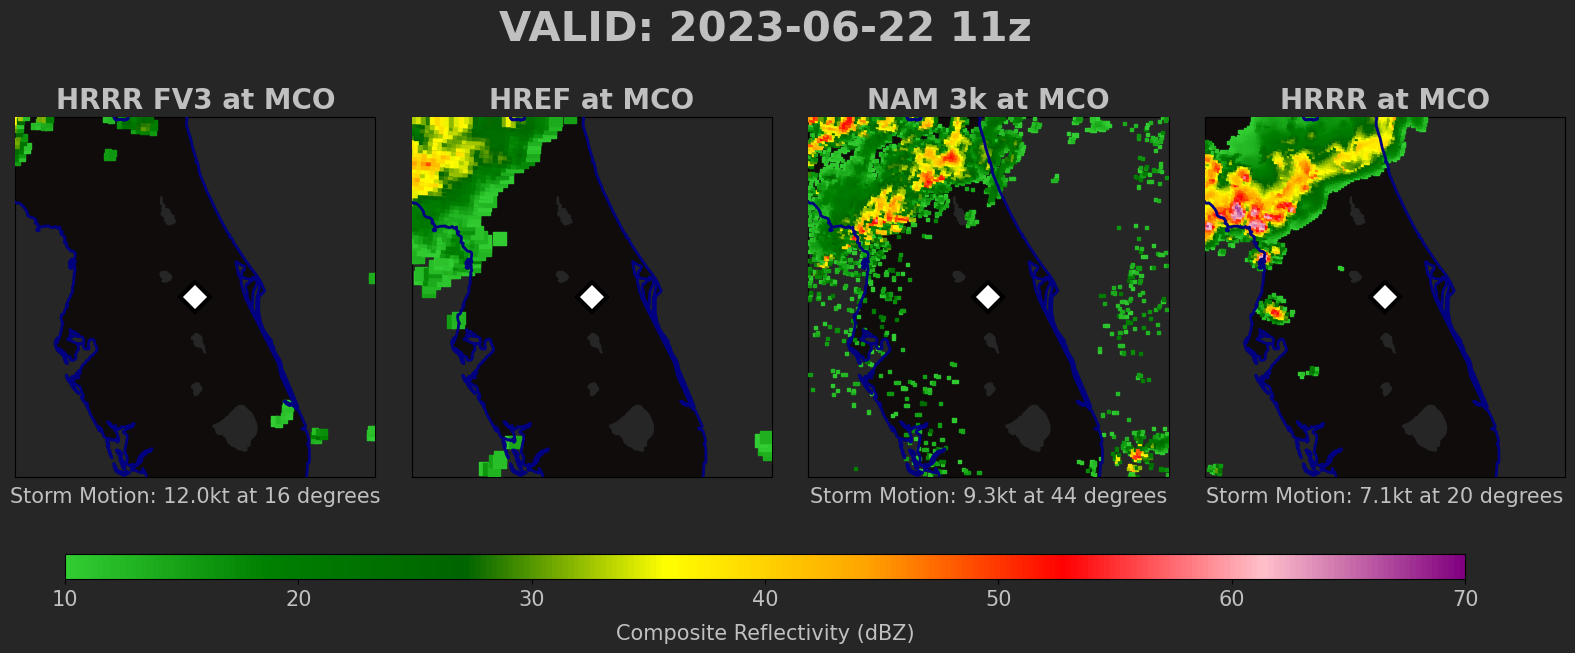 VALID: 2023-06-22 11z
HRRR FV3 at MCO
HREF at MCO
NAM 3k at MCO
HRRR at MCO
Storm Motion: 12.0kt at 16 degrees
Storm Motion: 9.3kt at 44 degrees
Storm Motion: 7.1kt at 20 degrees
10 20 30 40 50 60 70
Composite Reflectivity (dBZ)